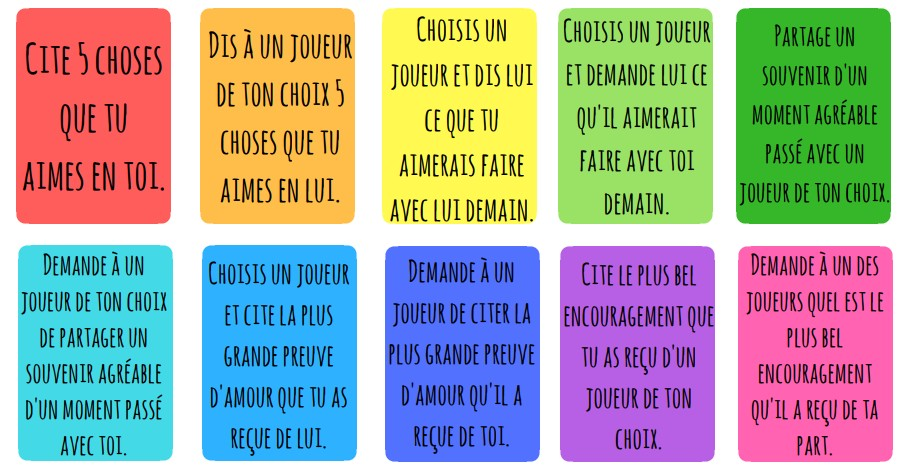 Cite 5 choses
que tu
aimes en toi.
Dis à un joueur
de ton choix 5
choses que tu
aimes en lui.
Choisis un
joueur et dis lui
ce que tu
aimerais faire
avec lui demain.
Choisis un joueur
et demande lui ce
qu'il aimerait
faire avec toi
demain.
Partage un
souvenir d'un
moment agréable
passé avec un
joueur de ton choix.
Demande à un
joueur de ton choix
de partager un
souvenir agréable
d'un moment passé
avec toi.
Choisis un joueur
et cite la plus
grande preuve
d'amour que tu as
reçue de lui.
Demande à un
joueur de citer la
plus grande preuve
d'amour qu'il a
reçue de toi.
Cite le plus bel
encouragement que
tu as reçu d'un
joueur de ton
choix.
Demande à un des
joueurs quel est le
plus bel
encouragement
qu'il a reçu de ta
part.